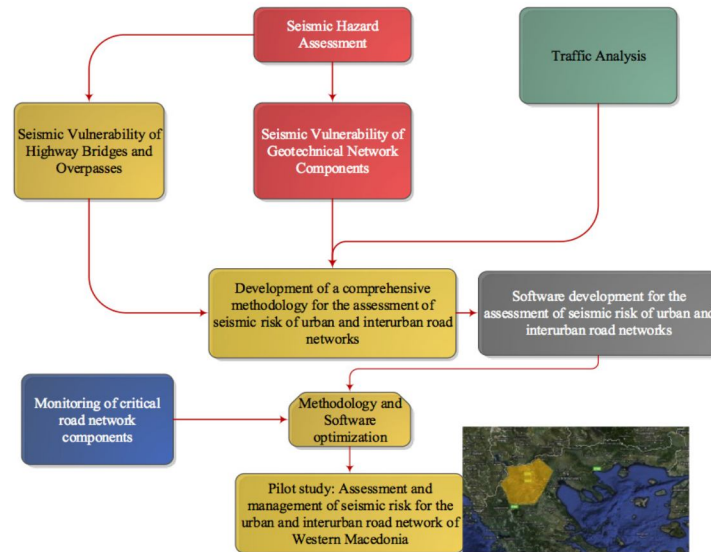 Seismic Hazard
Assessment
Traffic Analysis
Seismic Vulnerability of
Highway Bridges and
Overpasses
Seismic Vulnerability of
Geotechnical Network
Components
Development of a comprehensive
methodology for the assessment of
seismic risk of urban and interurban road
networks
Software development for the
assessment of seismic risk of urban and
interurban road networks
Monitoring of critical
road network
components
Methodology and
Software
optimization
Pilot study: Assessment and
management of seismic risk for the
urban and interurban road network of
Western Macedonia